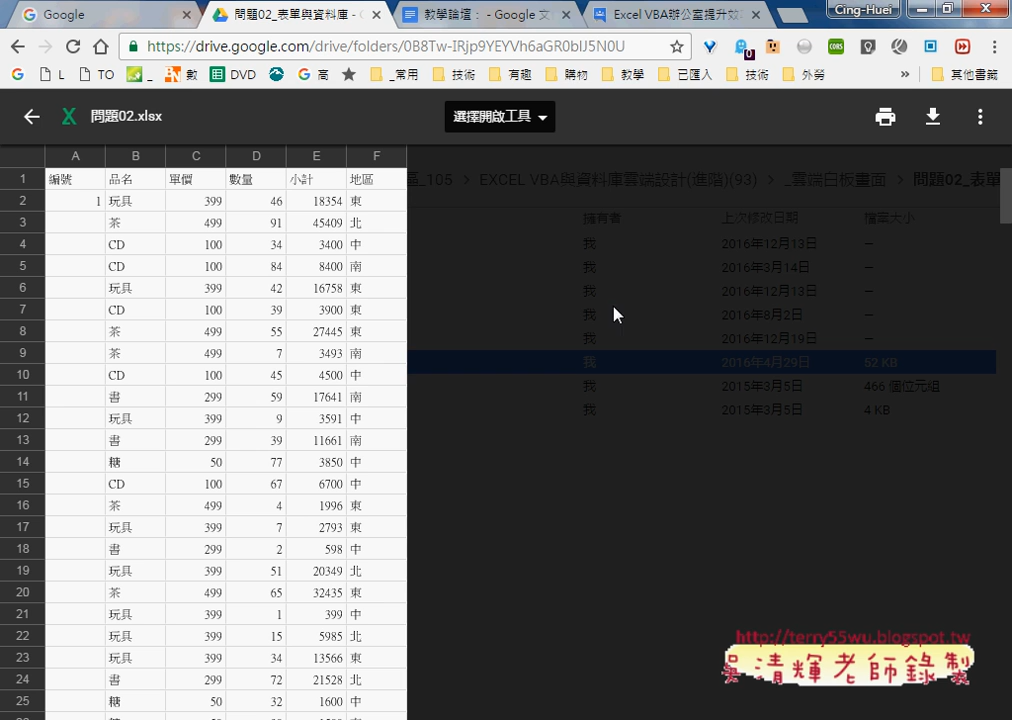 Cing-Huei
Google
問題02_表單與資料庫 - G
教學論壇： - Google 文
Excel VBA辦公室提升效
https://drive.google.com/drive/folders/0B8Tw-IRjp9YEYVh6aGR0blJ5N0U
0
CORS
L
TO
_
數
DVD
高
_常用
技術
有趣
購物
教學
已匯入
技術
外勞
»
其他書籤
問題02.xlsx
選擇開啟工具
區_105 > EXCEL VBA與資料庫雲端設計(進階)(93) > _雲端白板畫面 > 問題02_表單
擁有者 上次修改日期 檔案大小
我 2016年12月13日 —
我 2016年3月14日 —
我 2016年12月13日 —
我 2016年8月2日 —
我 2016年12月19日 —
我 2016年4月29日 52 KB
我 2015年3月5日 466 個位元組
我 2015年3月5日 4 KB
A B C D E F
1 編號 品名 單價 數量 小計 地區
2 1 玩具 399 46 18354 東
3 茶 499 91 45409 北
4 CD 100 34 3400 中
5 CD 100 84 8400 南
6 玩具 399 42 16758 東
7 CD 100 39 3900 東
8 茶 499 55 27445 東
9 茶 499 7 3493 南
10 CD 100 45 4500 中
11 書 299 59 17641 南
12 玩具 399 9 3591 中
13 書 299 39 11661 南
14 糖 50 77 3850 中
15 CD 100 67 6700 中
16 茶 499 4 1996 東
17 玩具 399 7 2793 東
18 書 299 2 598 中
19 玩具 399 51 20349 北
20 茶 499 65 32435 東
21 玩具 399 1 399 中
22 玩具 399 15 5985 北
23 玩具 399 34 13566 東
24 書 299 72 21528 北
25 糖 50 32 1600 中
http://terry55wu.blogspot.tw
吳清輝老師錄製